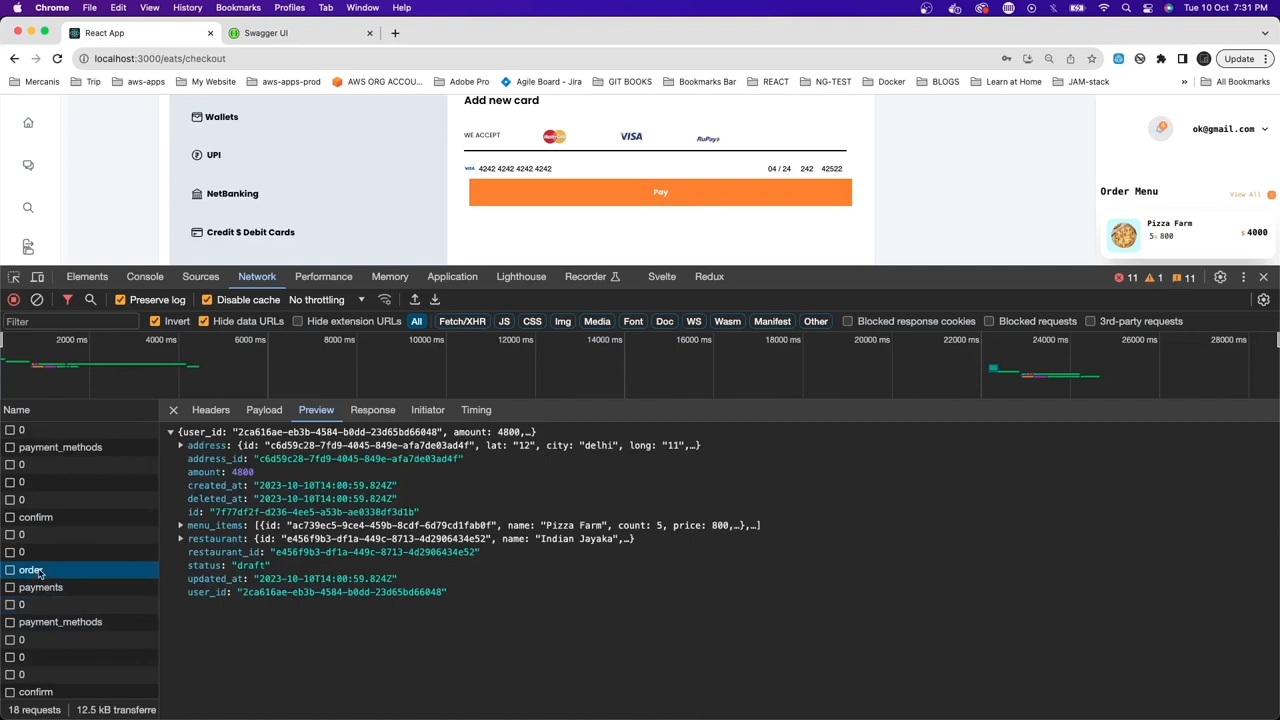 Chrome File Edit View History Bookmarks Profiles Tab Window Help Tue 10 Oct 7:31 PM
React App Swagger UI
localhost:3000/eats/checkout Update
Mercanis Trip aws-apps My Website aws-apps-prod AWS ORG ACCOU... Adobe Pro Agile Board - Jira GIT BOOKS Bookmarks Bar REACT NG-TEST Docker BLOGS Learn at Home JAM-stack » All Bookmarks
Wallets
UPI
NetBanking
Credit $ Debit Cards
Add new card
WE ACCEPT VISA RuPay
VISA 4242 4242 4242 4242 04 / 24 242 42522
Pay
ok@gmail.com
Order Menu View All
Pizza Farm
5x 800 $ 4000
Elements Console Sources Network Performance Memory Application Lighthouse Recorder Svelte Redux 11 1 11
Preserve log Disable cache No throttling
Filter Invert Hide data URLs Hide extension URLs All Fetch/XHR JS CSS Img Media Font Doc WS Wasm Manifest Other Blocked response cookies Blocked requests 3rd-party requests
2000 ms 4000 ms 6000 ms 8000 ms 10000 ms 12000 ms 14000 ms 16000 ms 18000 ms 20000 ms 22000 ms 24000 ms 26000 ms 28000 ms
Name
0
payment_methods
0
0
0
confirm
0
0
order
payments
0
payment_methods
0
0
0
confirm
18 requests 12.5 kB transferre
Headers Payload Preview Response Initiator Timing
{user_id: "2ca616ae-eb3b-4584-b0dd-23d65bd66048", amount: 4800,…}
address: {id: "c6d59c28-7fd9-4045-849e-afa7de03ad4f", lat: "12", city: "delhi", long: "11",…}
address_id: "c6d59c28-7fd9-4045-849e-afa7de03ad4f"
amount: 4800
created_at: "2023-10-10T14:00:59.824Z"
deleted_at: "2023-10-10T14:00:59.824Z"
id: "7f77df2f-d236-4ee5-a53b-ae0338df3d1b"
menu_items: [{id: "ac739ec5-9ce4-459b-8cdf-6d79cd1fab0f", name: "Pizza Farm", count: 5, price: 800,…},…]
restaurant: {id: "e456f9b3-df1a-449c-8713-4d2906434e52", name: "Indian Jayaka",…}
restaurant_id: "e456f9b3-df1a-449c-8713-4d2906434e52"
status: "draft"
updated_at: "2023-10-10T14:00:59.824Z"
user_id: "2ca616ae-eb3b-4584-b0dd-23d65bd66048"